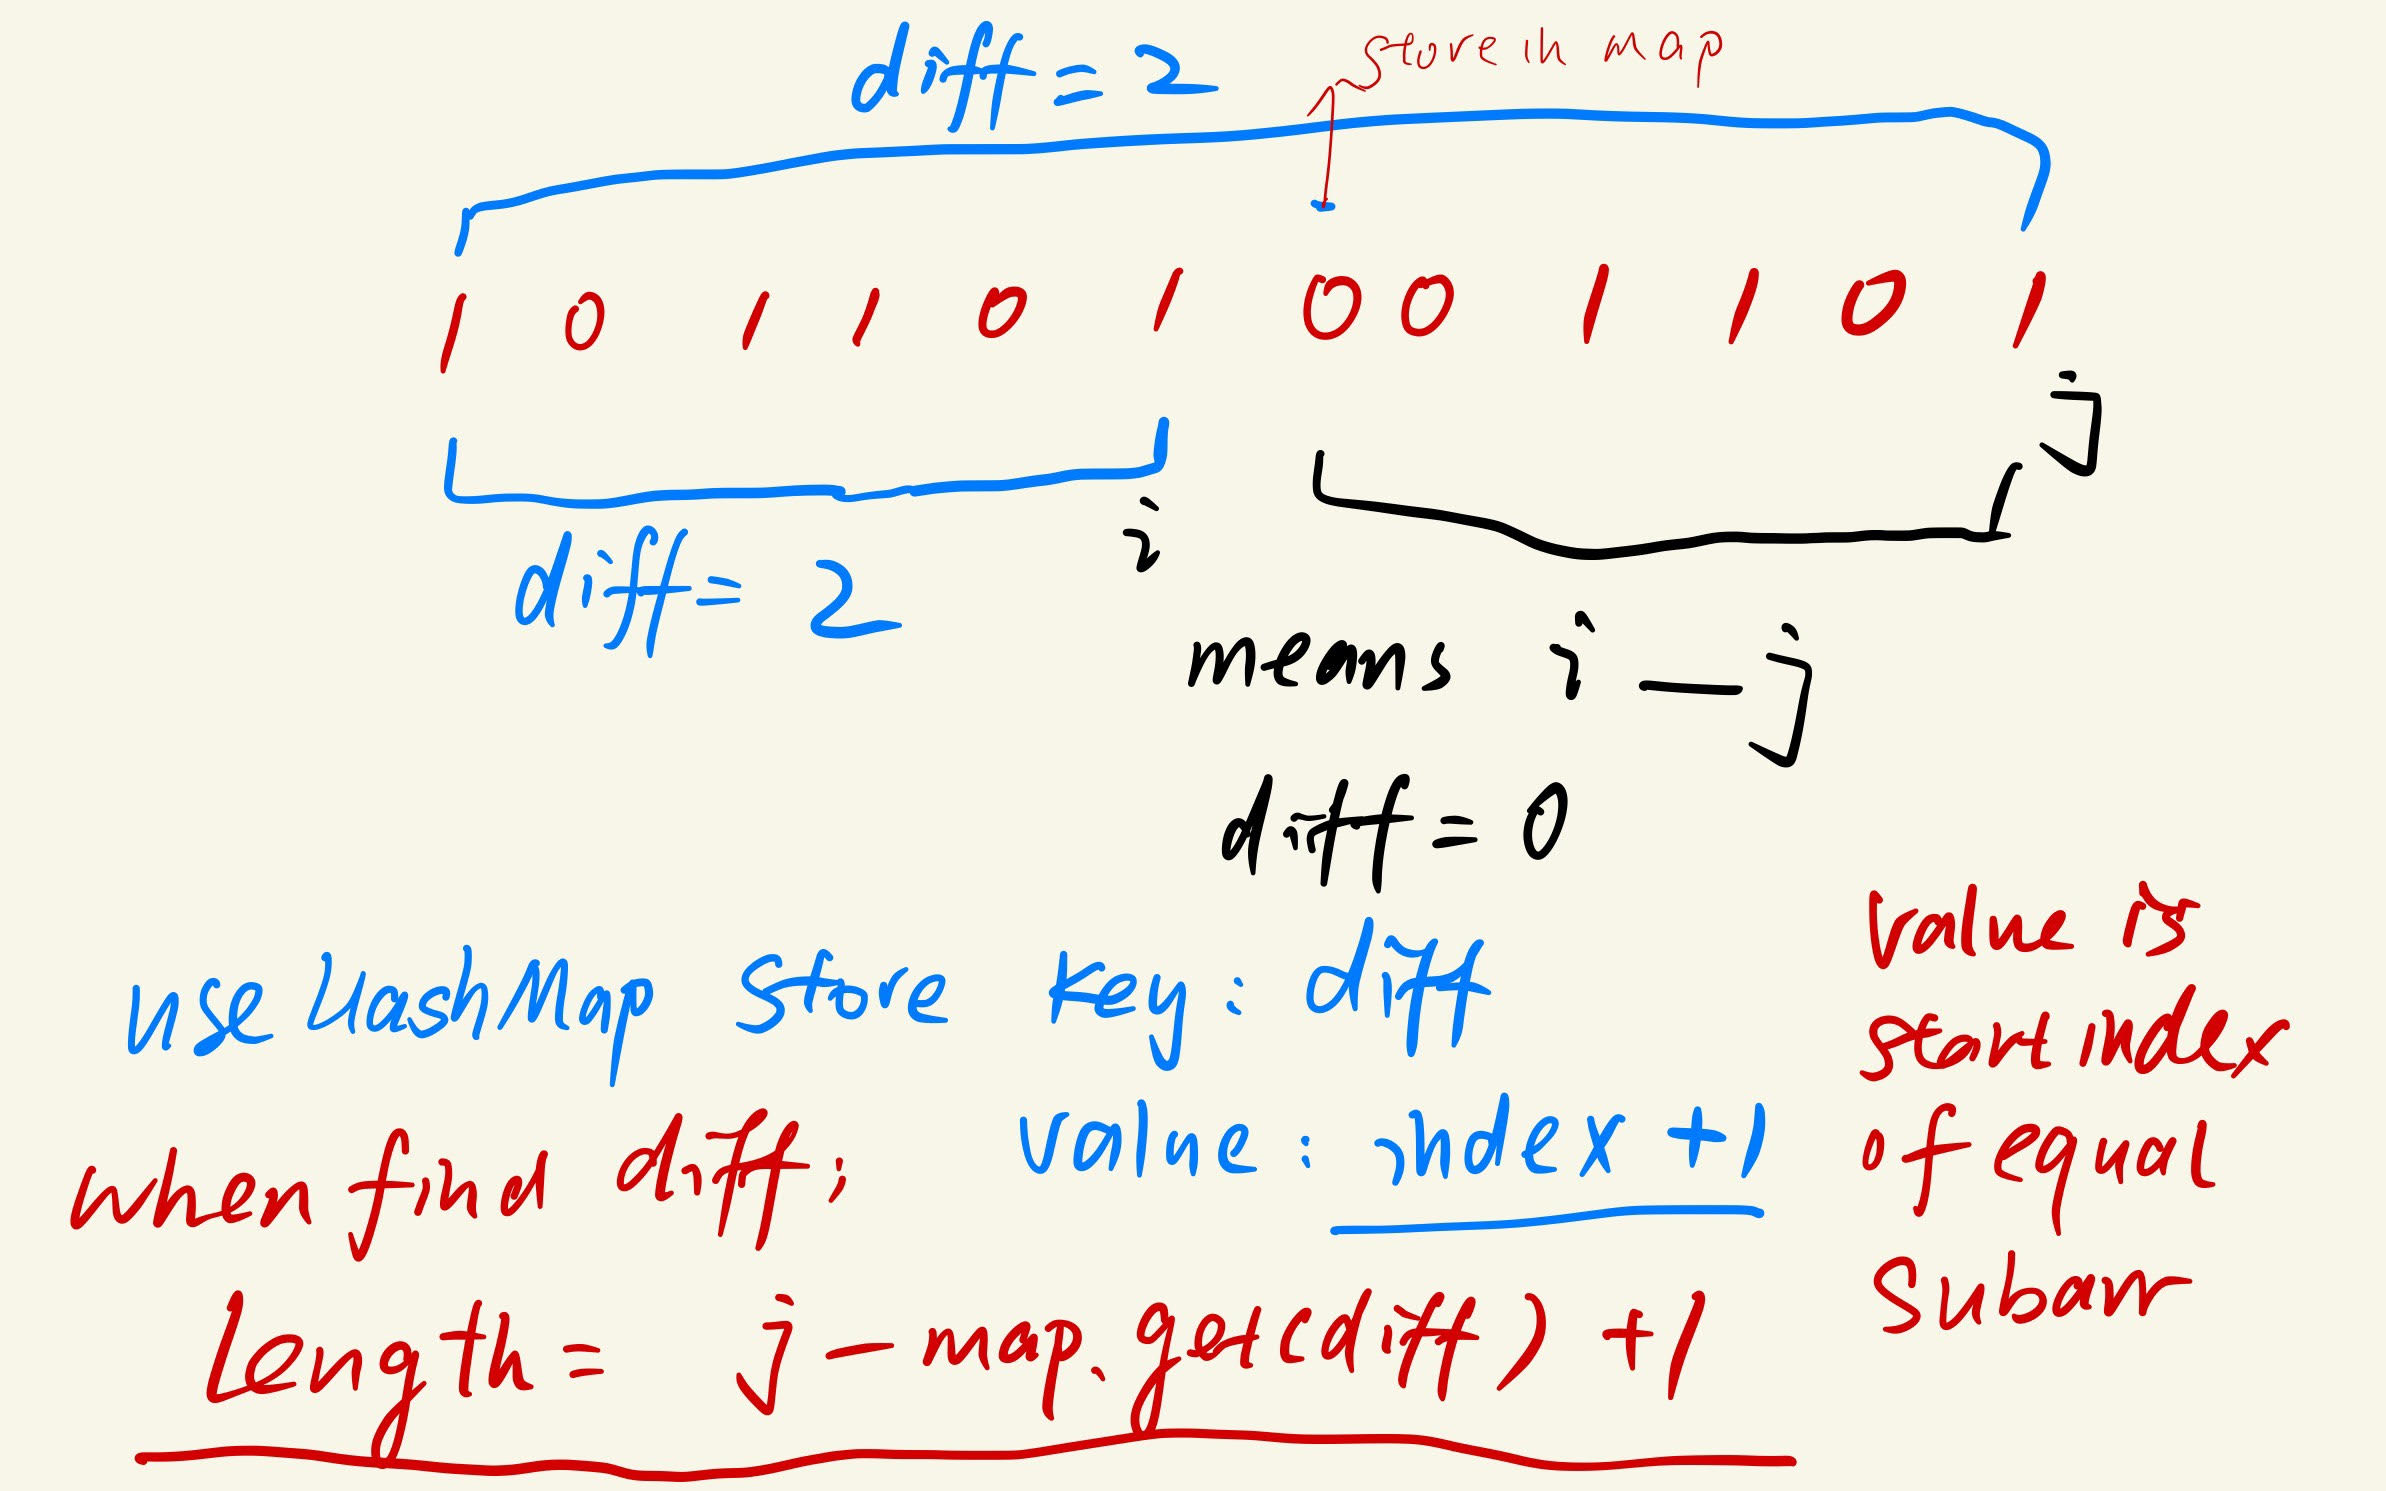 diff = 2
store in map
1 0 1 1 0 1 0 0 1 1 0 1
j
i
diff = 2
means i — j
diff = 0
use hashMap store key: diff
value: index +1
value is
start index
of equal
subarr
when find diff:
Length = j - map.get(diff) + 1